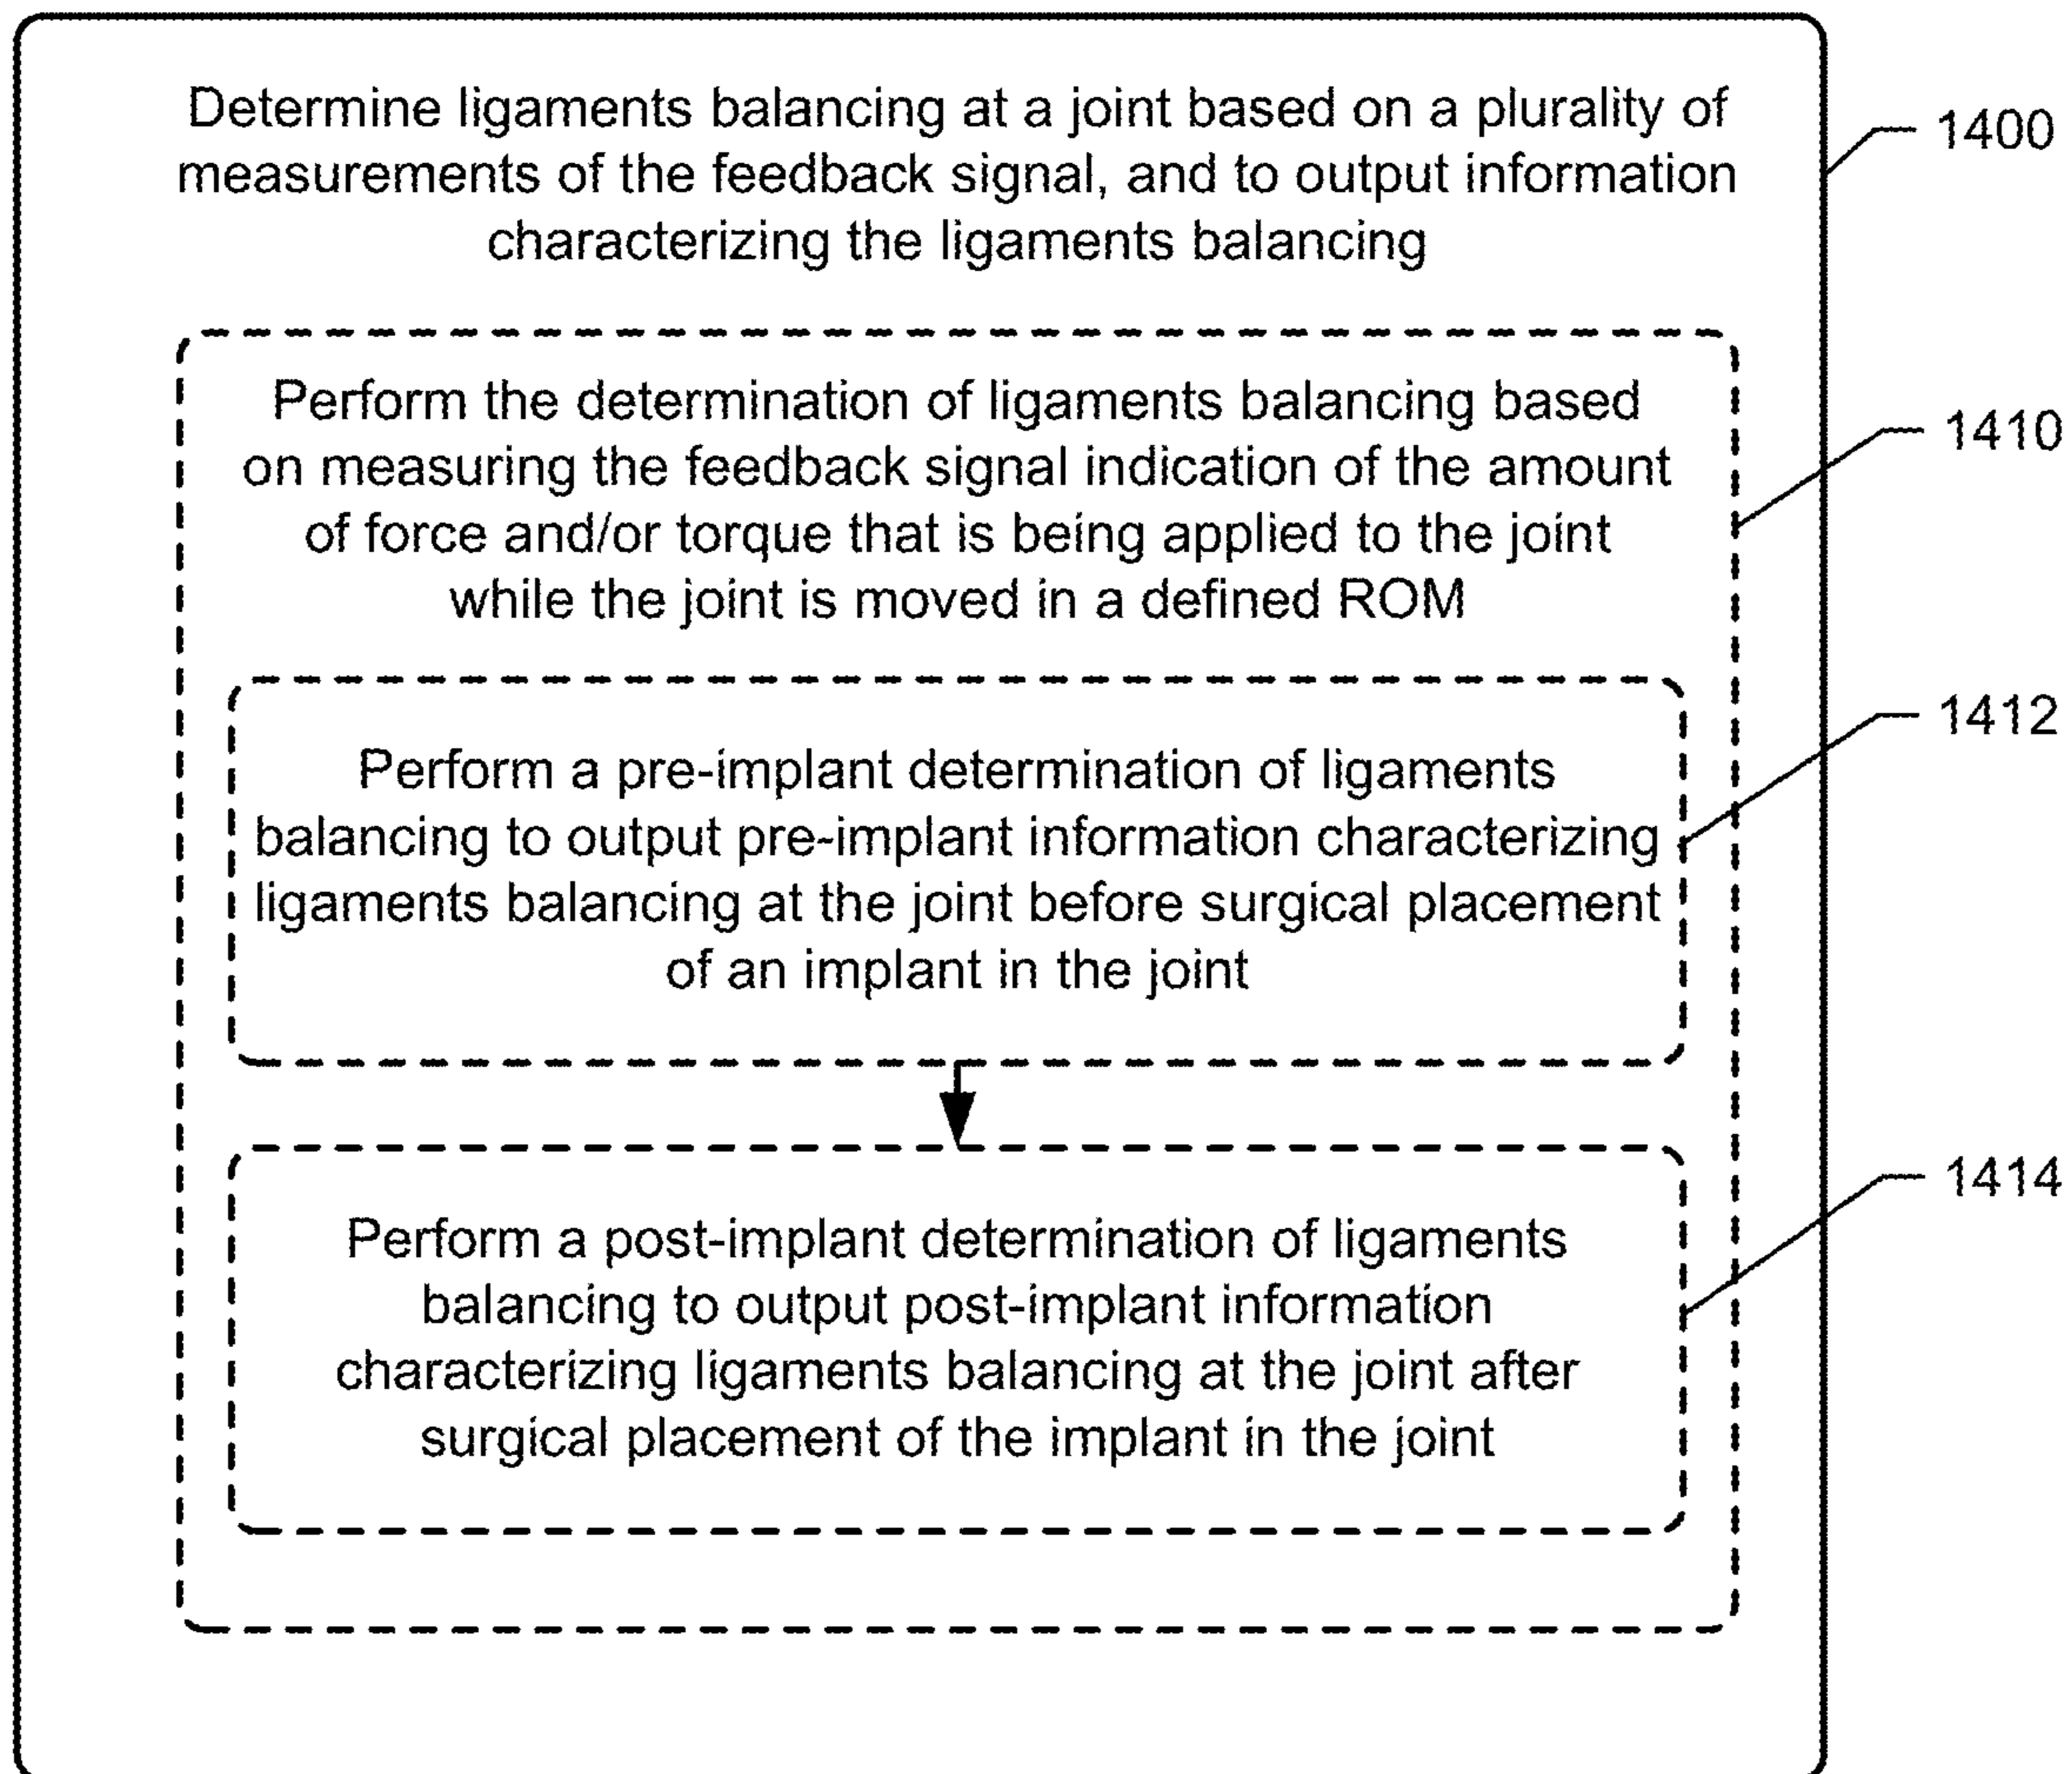 Determine ligaments balancing at a joint based on a plurality of
measurements of the feedback signal, and to output information
characterizing the ligaments balancing
1400
Perform the determination of ligaments balancing based
on measuring the feedback signal indication of the amount
of force and/or torque that is being applied to the joint
while the joint is moved in a defined ROM
1410
Perform a pre-implant determination of ligaments
balancing to output pre-implant information characterizing
ligaments balancing at the joint before surgical placement
of an implant in the joint
1412
Perform a post-implant determination of ligaments
balancing to output post-implant information
characterizing ligaments balancing at the joint after
surgical placement of the implant in the joint
1414